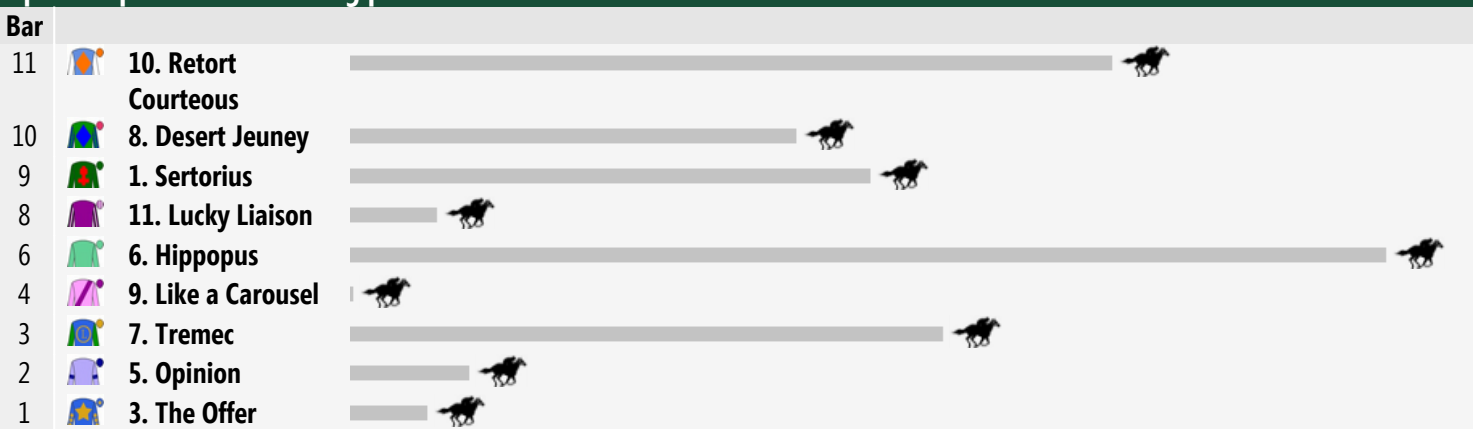 Bar
11 10. Retort
Courteous
10 8. Desert Jeuney
9 1. Sertorius
8 11. Lucky Liaison
6 6. Hippopus
4 9. Like a Carousel
3 7. Tremec
2 5. Opinion
1 3. The Offer